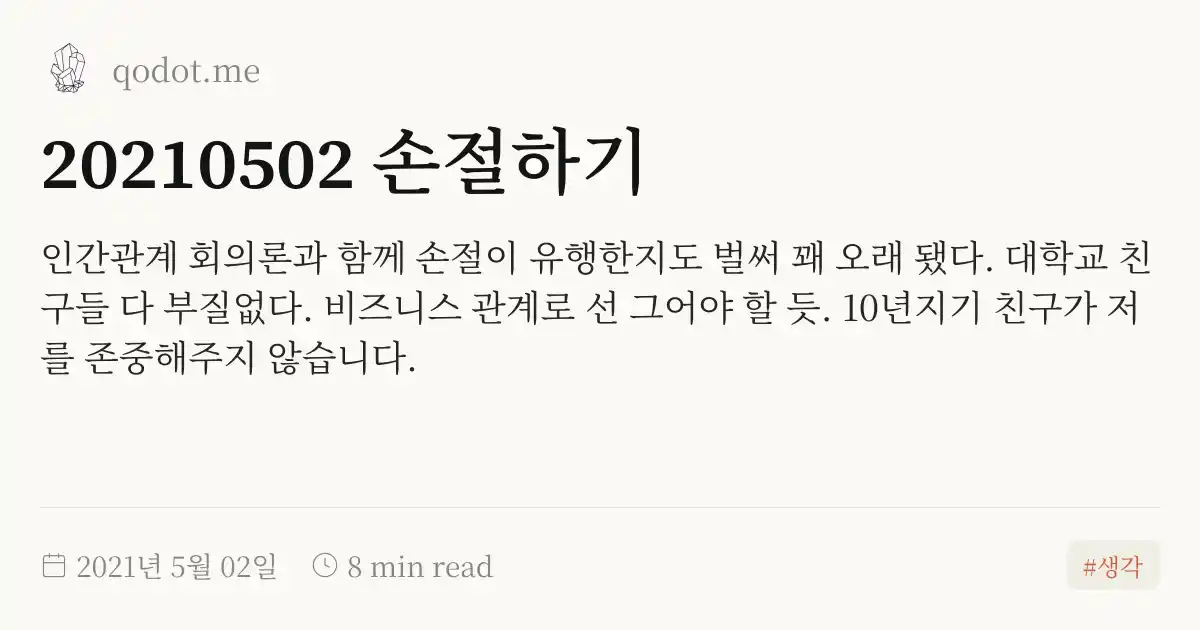 qodot.me
20210502 손절하기
인간관계 회의론과 함께 손절이 유행한지도 벌써 꽤 오래 됐다. 대학교 친
구들 다 부질없다. 비즈니스 관계로 선 그어야 할 듯. 10년지기 친구가 저
를 존중해주지 않습니다.
2021년 5월 02일 8 min read #생각